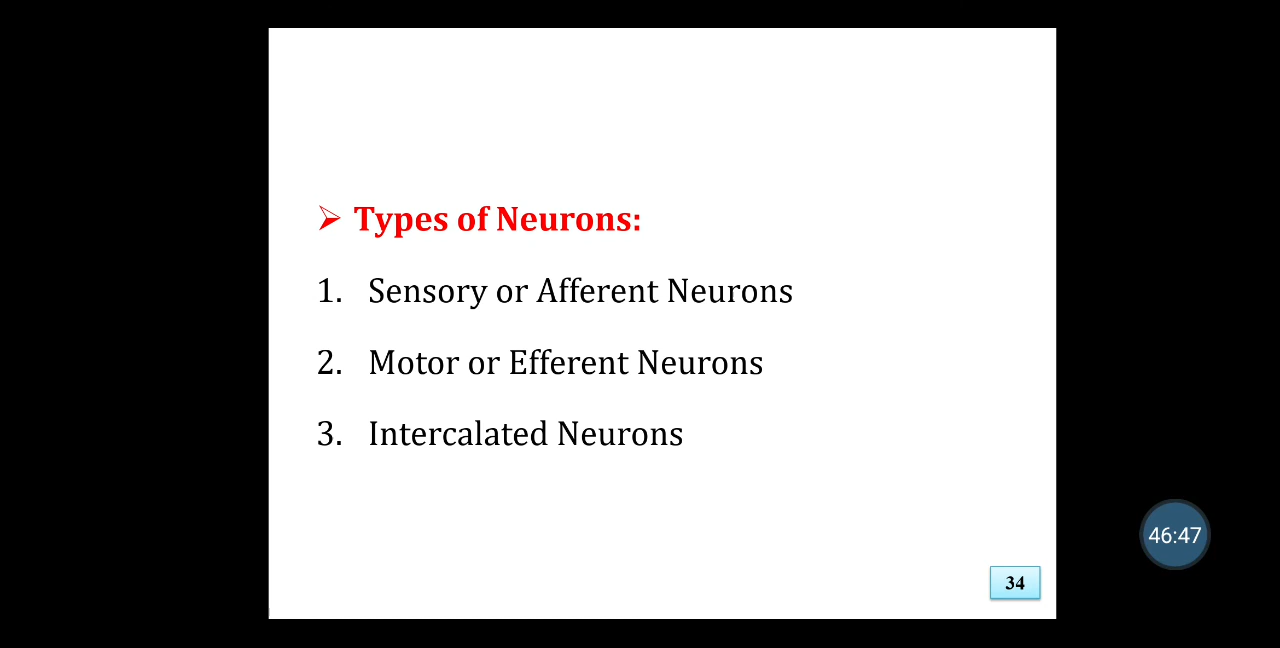 ➢ Types of Neurons:
1. Sensory or Afferent Neurons
2. Motor or Efferent Neurons
3. Intercalated Neurons
46:47
34